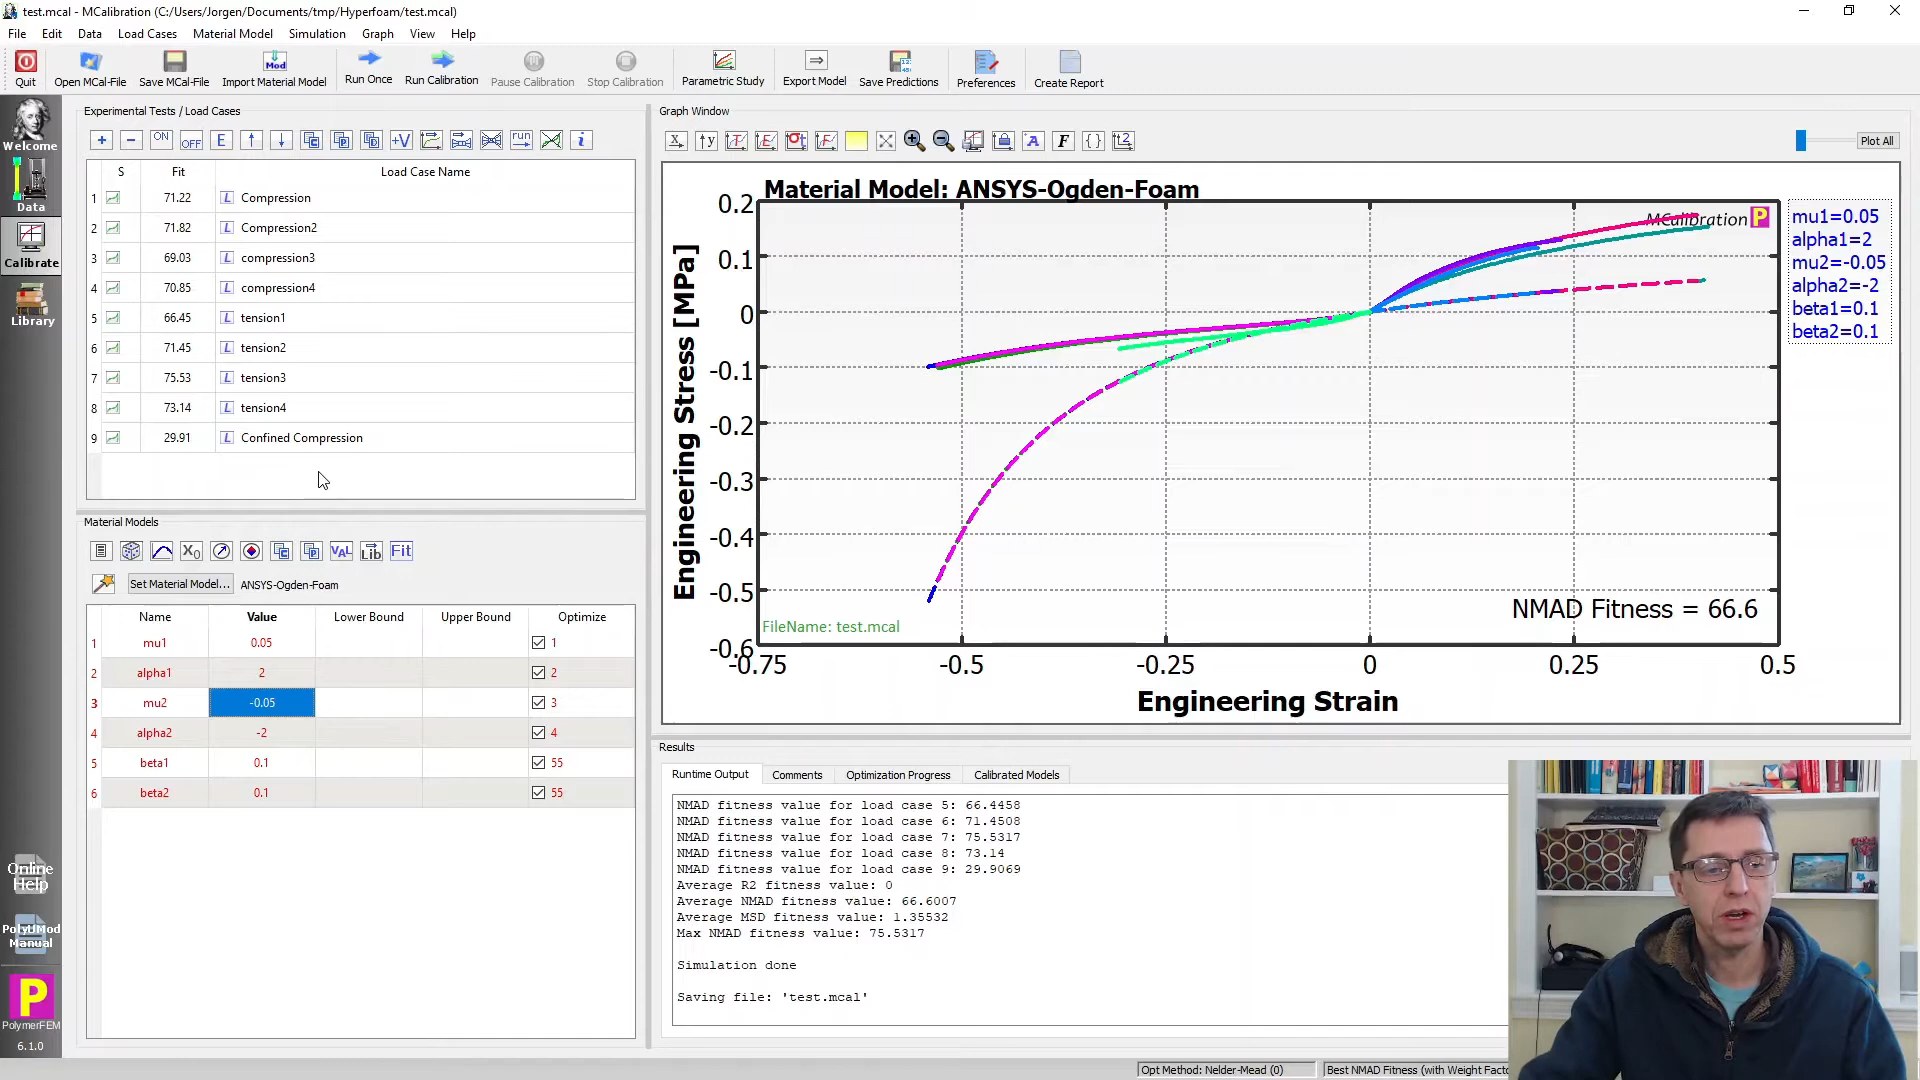 test.mcal - MCalibration (C:/Users/Jorgen/Documents/tmp/Hyperfoam/test.mcal)
File Edit Data Load Cases Material Model Simulation Graph View Help
Quit Open MCal-File Save MCal-File Import Material Model Run Once Run Calibration Pause Calibration Stop Calibration Parametric Study Export Model Save Predictions Preferences Create Report
Welcome
Data
Calibrate
Library
Online Help
PolyUMod Manual
PolymerFEM
6.1.0
Experimental Tests / Load Cases
S Fit Load Case Name
1 71.22 L Compression
2 71.82 L Compression2
3 69.03 L compression3
4 70.85 L compression4
5 66.45 L tension1
6 71.45 L tension2
7 75.53 L tension3
8 73.14 L tension4
9 29.91 L Confined Compression
Material Models
Set Material Model... ANSYS-Ogden-Foam
Name Value Lower Bound Upper Bound Optimize
1 mu1 0.05 1
2 alpha1 2 2
3 mu2 -0.05 3
4 alpha2 -2 4
5 beta1 0.1 55
6 beta2 0.1 55
Graph Window
Plot All
Material Model: ANSYS-Ogden-Foam
MCalibration P
mu1=0.05
alpha1=2
mu2=-0.05
alpha2=-2
beta1=0.1
beta2=0.1
Engineering Stress [MPa]
0.2
0.1
0
-0.1
-0.2
-0.3
-0.4
-0.5
-0.6
NMAD Fitness = 66.6
FileName: test.mcal
-0.75 -0.5 -0.25 0 0.25 0.5
Engineering Strain
Results
Runtime Output Comments Optimization Progress Calibrated Models
NMAD fitness value for load case 5: 66.4458
NMAD fitness value for load case 6: 71.4508
NMAD fitness value for load case 7: 75.5317
NMAD fitness value for load case 8: 73.14
NMAD fitness value for load case 9: 29.9069
Average R2 fitness value: 0
Average NMAD fitness value: 66.6007
Average MSD fitness value: 1.35532
Max NMAD fitness value: 75.5317
Simulation done
Saving file: 'test.mcal'
Opt Method: Nelder-Mead (0) Best NMAD Fitness (with Weight Facto